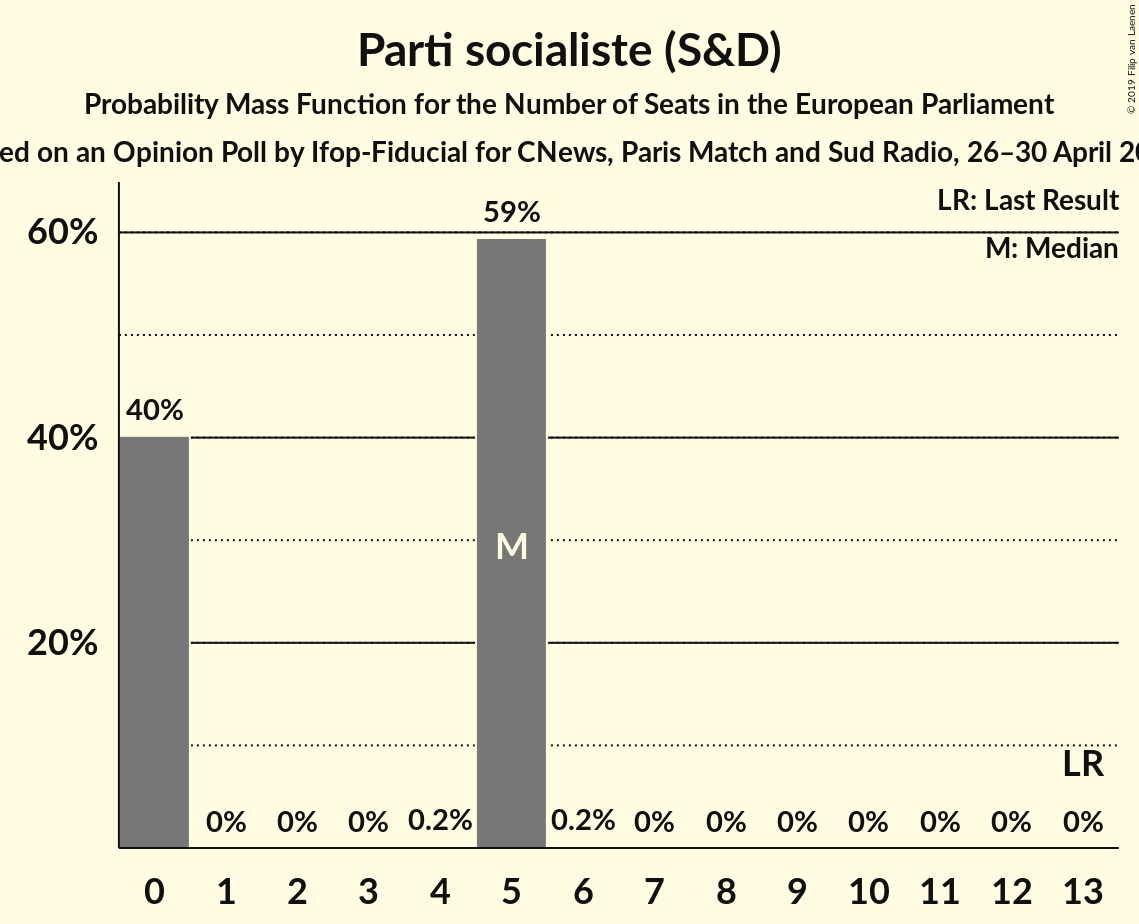 Parti socialiste (S&D)
Probability Mass Function for the Number of Seats in the European Parliament
ed on an Opinion Poll by Ifop-Fiducial for CNews, Paris Match and Sud Radio, 26–30 April 20
© 2019 Filip van Laenen
LR: Last Result
M: Median
60%
40%
20%
40%
0%
0%
0%
0.2%
59%
0.2%
0%
0%
0%
0%
0%
0%
0%
M
LR
0 1 2 3 4 5 6 7 8 9 10 11 12 13